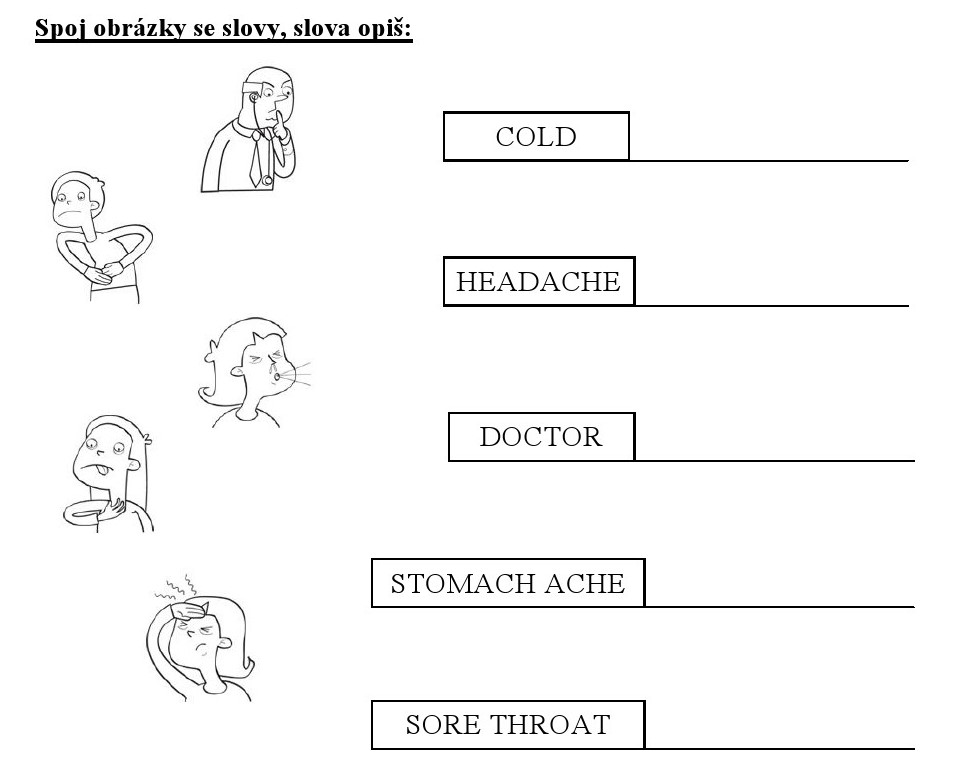 Spoj obrázky se slovy, slova opiš:
COLD
HEADACHE
DOCTOR
STOMACH ACHE
SORE THROAT